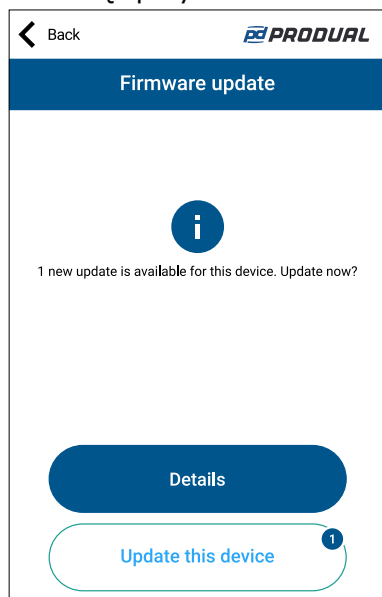 Back
PRODUAL
Firmware update
1 new update is available for this device. Update now?
Details
1
Update this device